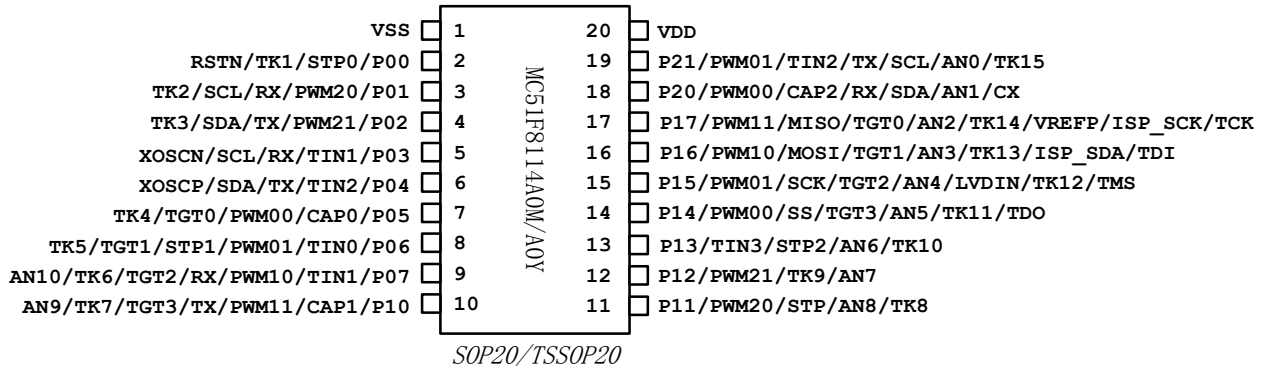 VSS 1 20 VDD
RSTN/TK1/STP0/P00 2 19 P21/PWM01/TIN2/TX/SCL/AN0/TK15
TK2/SCL/RX/PWM20/P01 3 18 P20/PWM00/CAP2/RX/SDA/AN1/CX
TK3/SDA/TX/PWM21/P02 4 17 P17/PWM11/MISO/TGT0/AN2/TK14/VREFP/ISP_SCK/TCK
XOSCN/SCL/RX/TIN1/P03 5 16 P16/PWM10/MOSI/TGT1/AN3/TK13/ISP_SDA/TDI
XOSCP/SDA/TX/TIN2/P04 6 15 P15/PWM01/SCK/TGT2/AN4/LVDIN/TK12/TMS
TK4/TGT0/PWM00/CAP0/P05 7 14 P14/PWM00/SS/TGT3/AN5/TK11/TDO
TK5/TGT1/STP1/PWM01/TIN0/P06 8 13 P13/TIN3/STP2/AN6/TK10
AN10/TK6/TGT2/RX/PWM10/TIN1/P07 9 12 P12/PWM21/TK9/AN7
AN9/TK7/TGT3/TX/PWM11/CAP1/P10 10 11 P11/PWM20/STP/AN8/TK8
MC51F8114A0M/A0Y
SOP20/TSSOP20